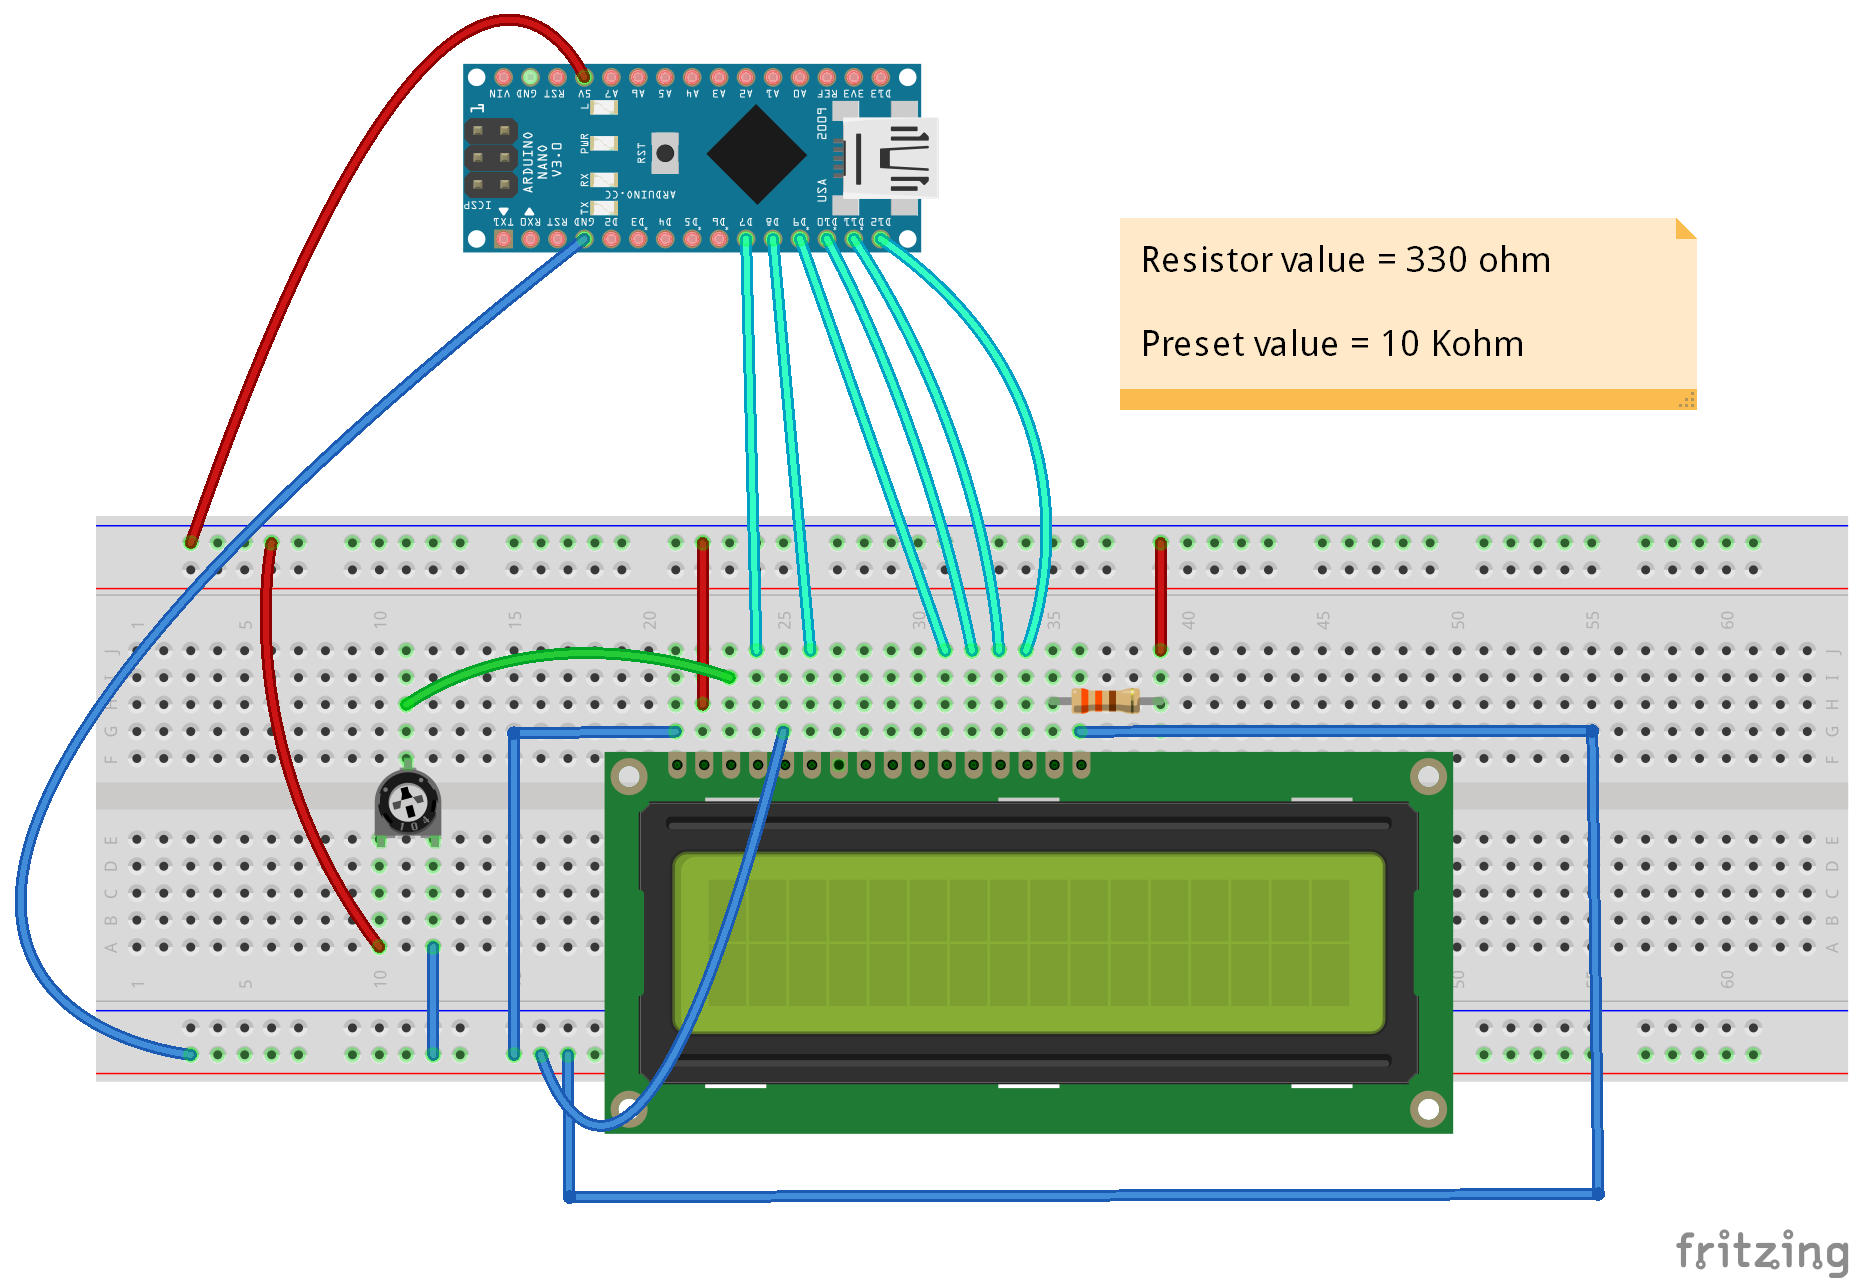 VIN GND RST 5V A7 A6 A5 A4 A3 A2 A1 A0 REF 3V3 D13
1
L
PWR
RX
TX
RST
ARDUINO
NANO
V3.0
ARDUINO.CC
USA
ICSP
TX1 RX0 RST GND D2 D3 D4 D5 D6 D7 D8 D9 D10 D11 D12
Resistor value = 330 ohm
Preset value = 10 Kohm
1 5 10 15 20 25 30 35 40 45 50 55 60
J J
I I
H H
G G
F F
104
E E
D D
C C
B B
A A
1 5 10 50 60
fritzing